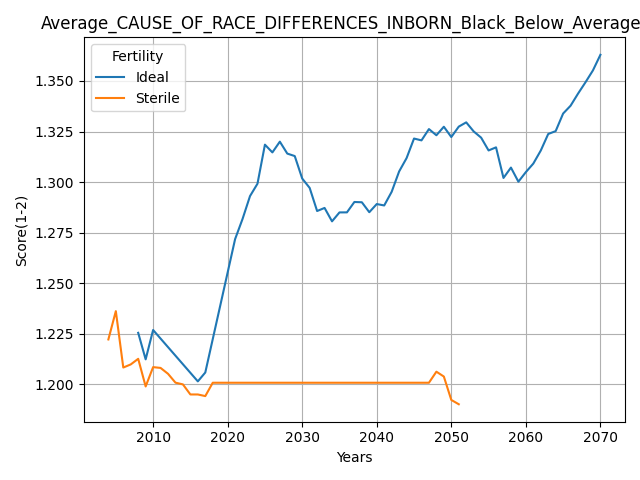 Average_CAUSE_OF_RACE_DIFFERENCES_INBORN_Black_Below_Average
Fertility
Ideal
Sterile
Score(1-2)
1.350
1.325
1.300
1.275
1.250
1.225
1.200
2010 2020 2030 2040 2050 2060 2070
Years